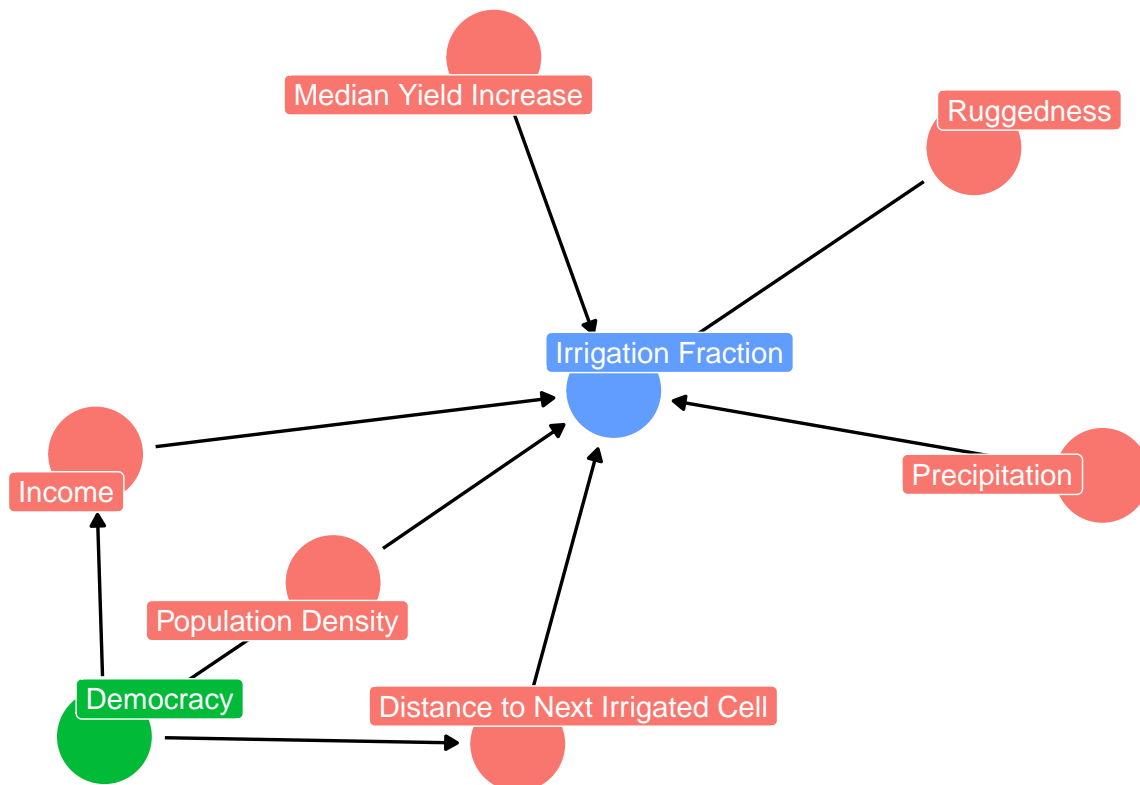 Median Yield Increase
Ruggedness
Irrigation Fraction
Precipitation
Income
Population Density
Democracy
Distance to Next Irrigated Cell